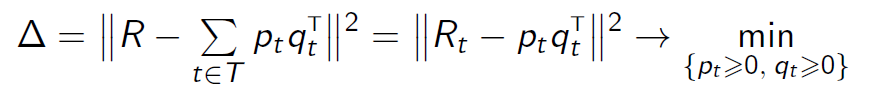 Δ = ‖R − ∑_{t∈T} p_t q_t^⊤‖² = ‖R_t − p_t q_t^⊤‖² → min_{{p_t⩾0, q_t⩾0}}